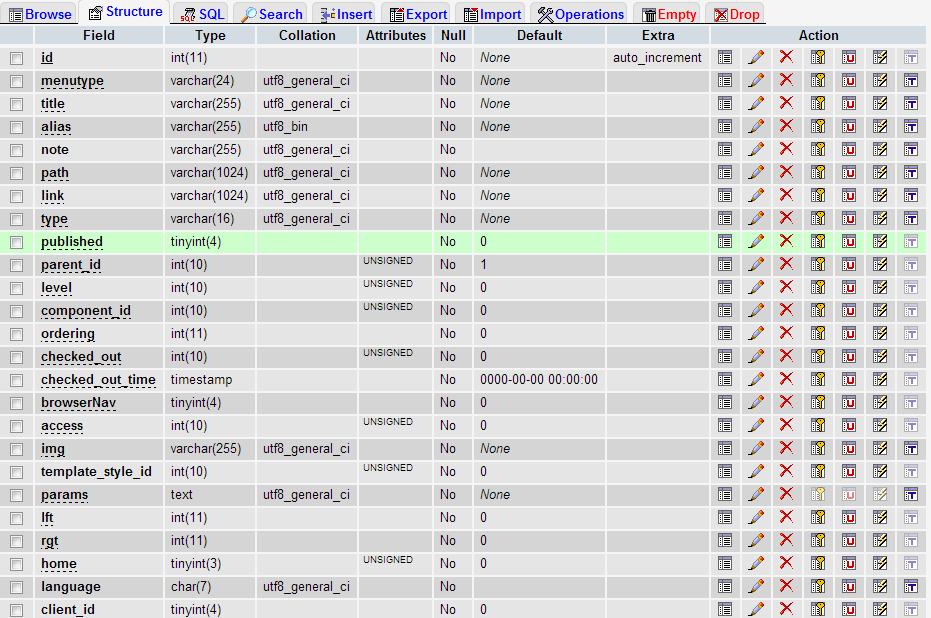 Browse Structure SQL Search Insert Export Import Operations Empty Drop
Field Type Collation Attributes Null Default Extra Action
id int(11) No None auto_increment
menutype varchar(24) utf8_general_ci No None
title varchar(255) utf8_general_ci No None
alias varchar(255) utf8_bin No None
note varchar(255) utf8_general_ci No
path varchar(1024) utf8_general_ci No None
link varchar(1024) utf8_general_ci No None
type varchar(16) utf8_general_ci No None
published tinyint(4) No 0
parent_id int(10) UNSIGNED No 1
level int(10) UNSIGNED No 0
component_id int(10) UNSIGNED No 0
ordering int(11) No 0
checked_out int(10) UNSIGNED No 0
checked_out_time timestamp No 0000-00-00 00:00:00
browserNav tinyint(4) No 0
access int(10) UNSIGNED No 0
img varchar(255) utf8_general_ci No None
template_style_id int(10) UNSIGNED No 0
params text utf8_general_ci No None
lft int(11) No 0
rgt int(11) No 0
home tinyint(3) UNSIGNED No 0
language char(7) utf8_general_ci No
client_id tinyint(4) No 0